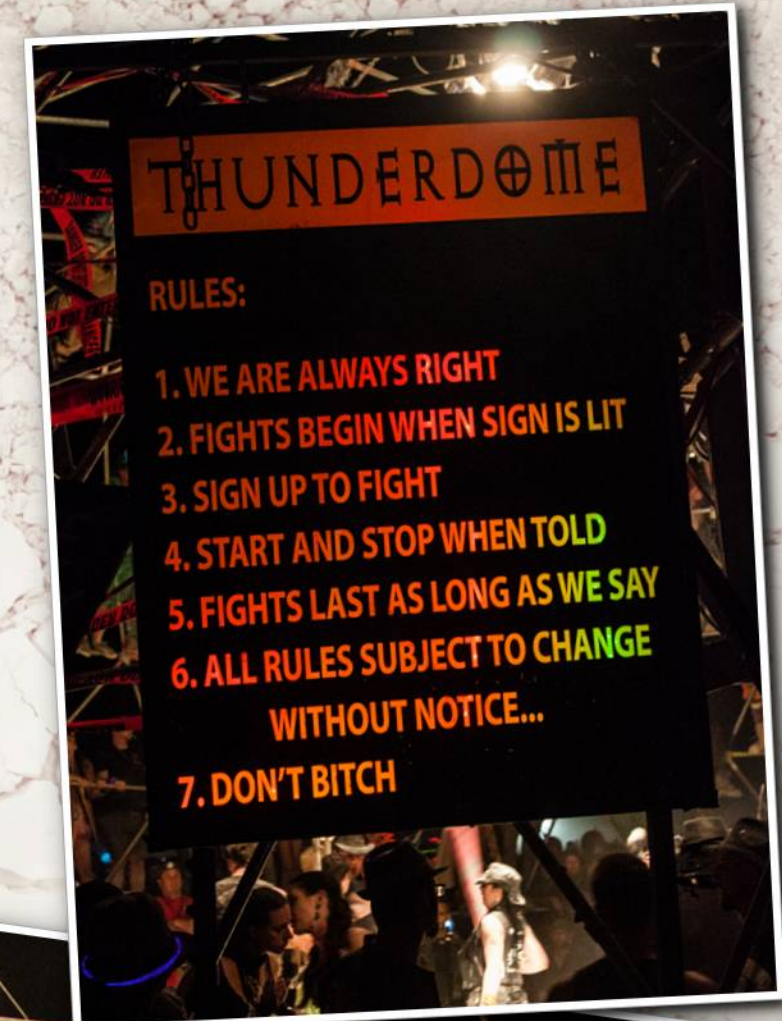 THUNDERDOME
RULES:
1. WE ARE ALWAYS RIGHT
2. FIGHTS BEGIN WHEN SIGN IS LIT
3. SIGN UP TO FIGHT
4. START AND STOP WHEN TOLD
5. FIGHTS LAST AS LONG AS WE SAY
6. ALL RULES SUBJECT TO CHANGE
WITHOUT NOTICE...
7. DON'T BITCH